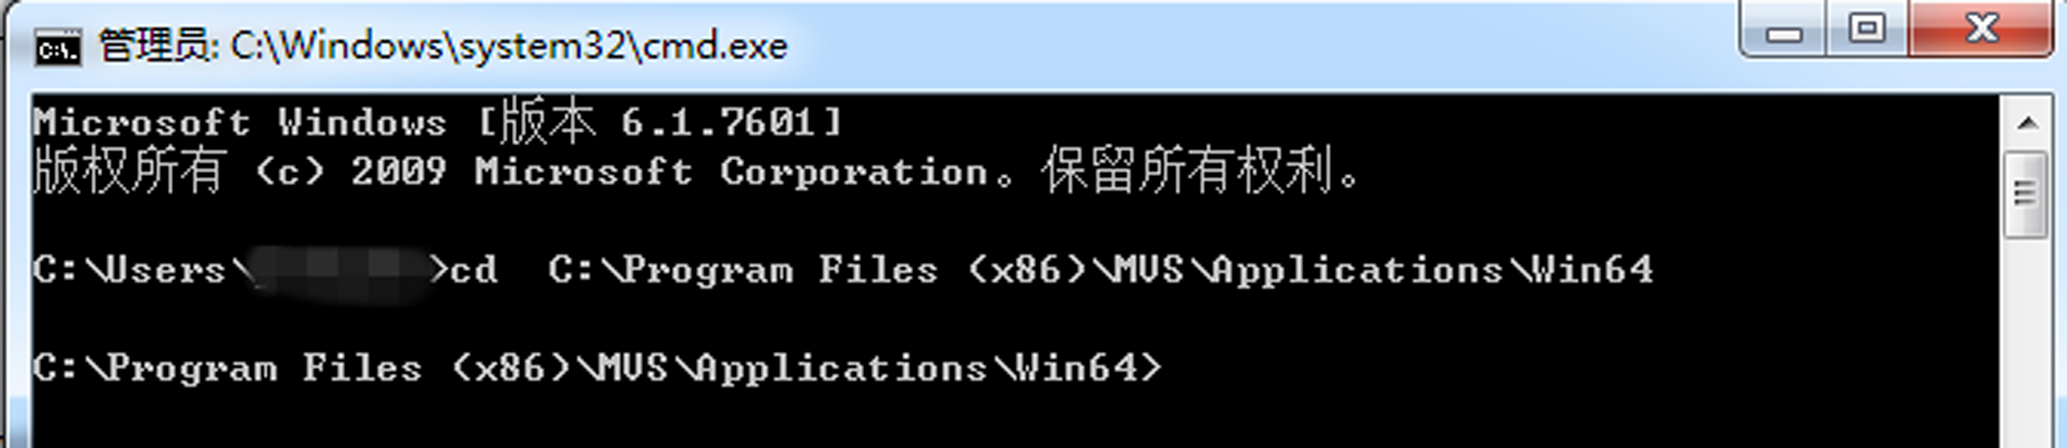 管理员: C:\Windows\system32\cmd.exe
Microsoft Windows [版本 6.1.7601]
版权所有 (c) 2009 Microsoft Corporation。保留所有权利。
C:\Users\>cd  C:\Program Files (x86)\MVS\Applications\Win64
C:\Program Files (x86)\MVS\Applications\Win64>